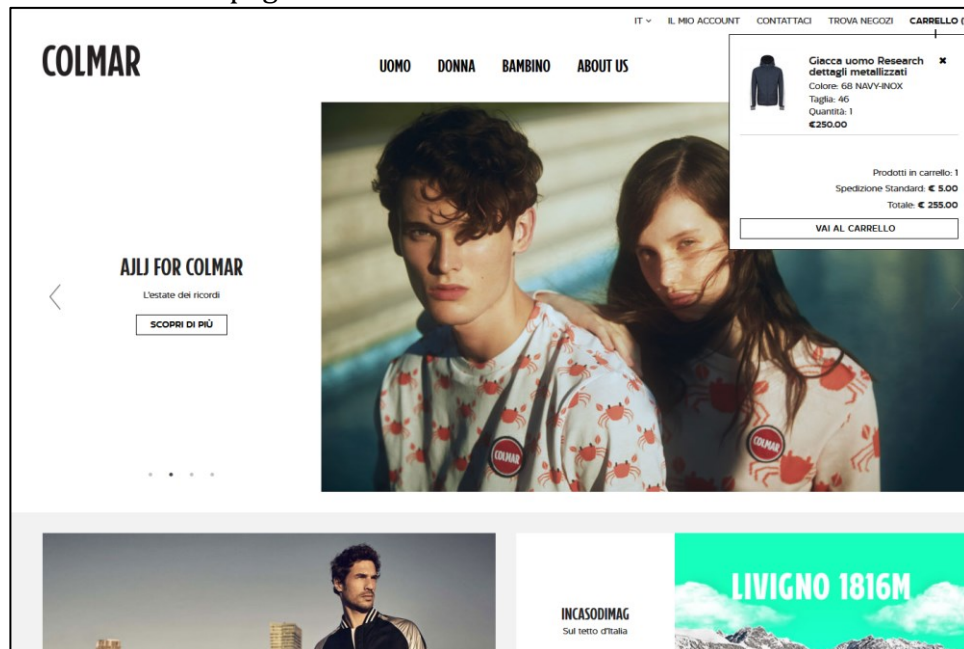 IT IL MIO ACCOUNT CONTATTACI TROVA NEGOZI CARRELLO (
COLMAR
UOMO DONNA BAMBINO ABOUT US
Giacca uomo Research
dettagli metallizzati
Colore: 68 NAVY-INOX
Taglia: 46
Quantità: 1
€250.00
Prodotti in carrello: 1
Spedizione Standard: € 5.00
Totale: € 255.00
VAI AL CARRELLO
AJLJ FOR COLMAR
L'estate dei ricordi
SCOPRI DI PIÙ
COLMAR
COLMAR
LIVIGNO 1816M
INCASODIMAG
Sul tetto d'Italia